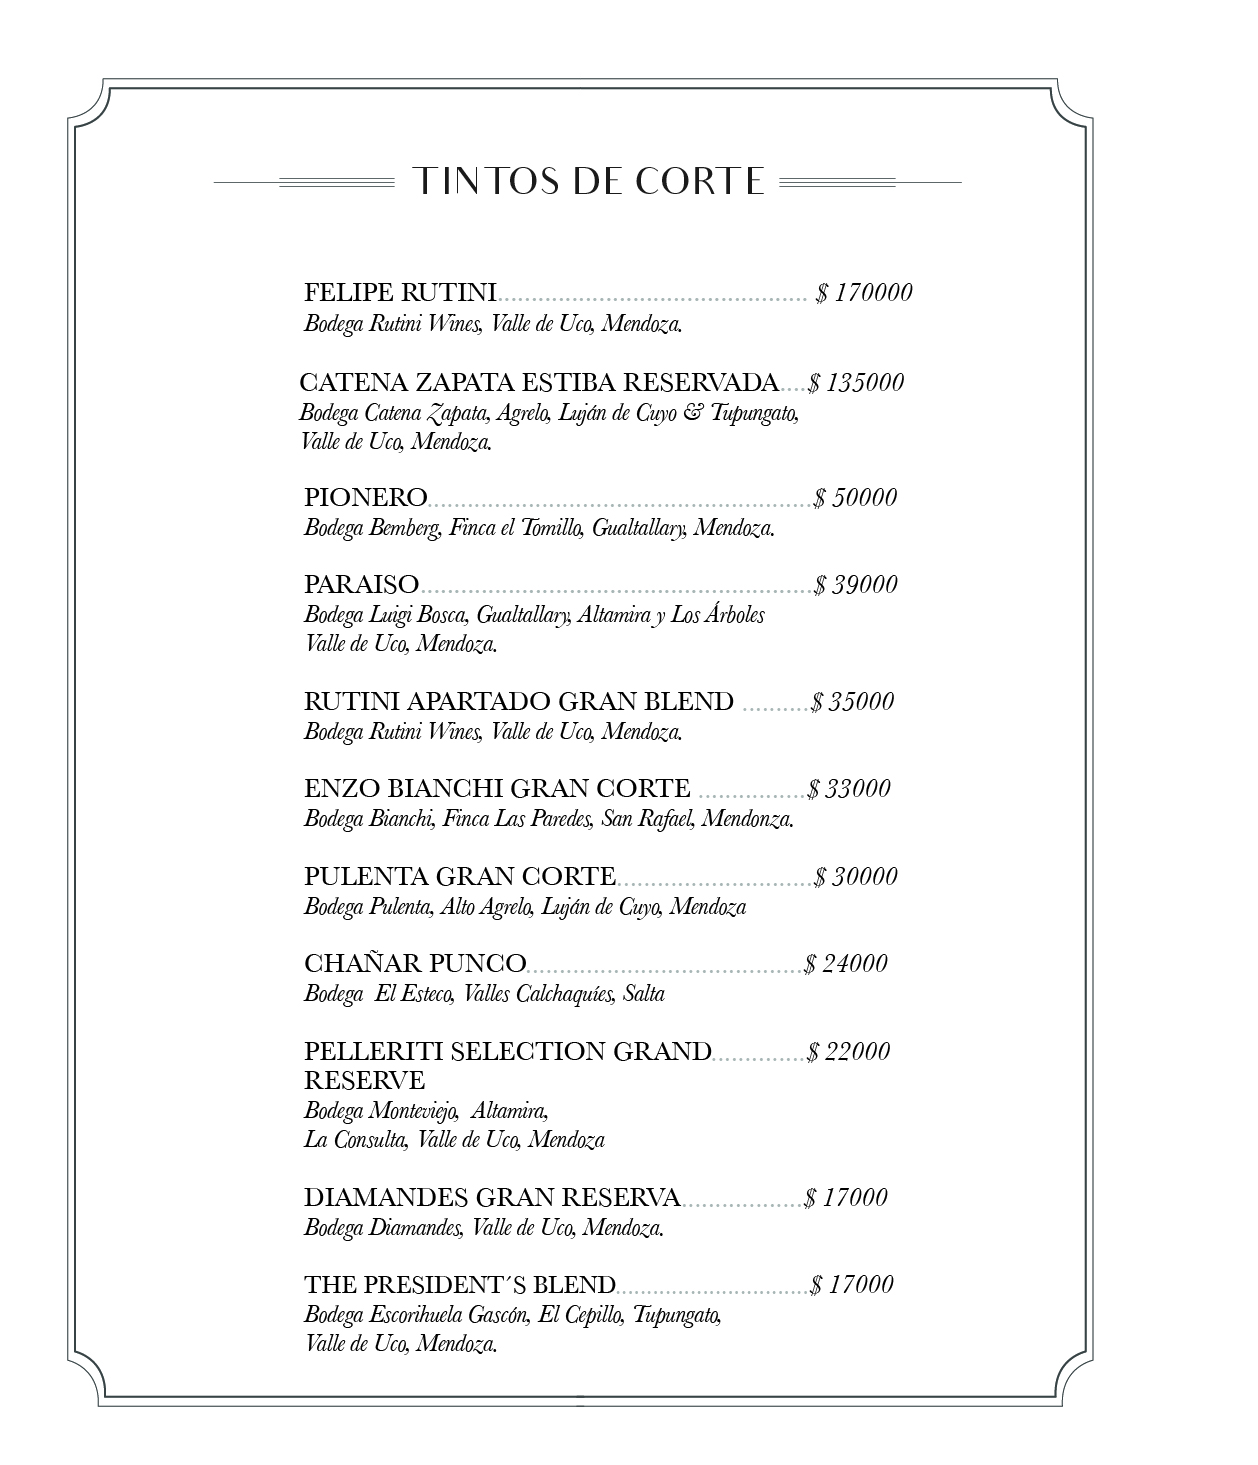 TINTOS DE CORTE
FELIPE RUTINI.............................................. $ 170000
Bodega Rutini Wines, Valle de Uco, Mendoza.
CATENA ZAPATA ESTIBA RESERVADA....$ 135000
Bodega Catena Zapata, Agrelo, Luján de Cuyo & Tupungato,
Valle de Uco, Mendoza.
PIONERO.........................................................$ 50000
Bodega Bemberg, Finca el Tomillo, Gualtallary, Mendoza.
PARAISO..........................................................$ 39000
Bodega Luigi Bosca, Gualtallary, Altamira y Los Árboles
Valle de Uco, Mendoza.
RUTINI APARTADO GRAN BLEND ..........$ 35000
Bodega Rutini Wines, Valle de Uco, Mendoza.
ENZO BIANCHI GRAN CORTE ................$ 33000
Bodega Bianchi, Finca Las Paredes, San Rafael, Mendonza.
PULENTA GRAN CORTE.............................$ 30000
Bodega Pulenta, Alto Agrelo, Luján de Cuyo, Mendoza
CHAÑAR PUNCO.........................................$ 24000
Bodega  El Esteco, Valles Calchaquíes, Salta
PELLERITI SELECTION GRAND..............$ 22000
RESERVE
Bodega Monteviejo,  Altamira,
La Consulta, Valle de Uco, Mendoza
DIAMANDES GRAN RESERVA..................$ 17000
Bodega Diamandes, Valle de Uco, Mendoza.
THE PRESIDENT´S BLEND............................$ 17000
Bodega Escorihuela Gascón, El Cepillo, Tupungato,
Valle de Uco, Mendoza.